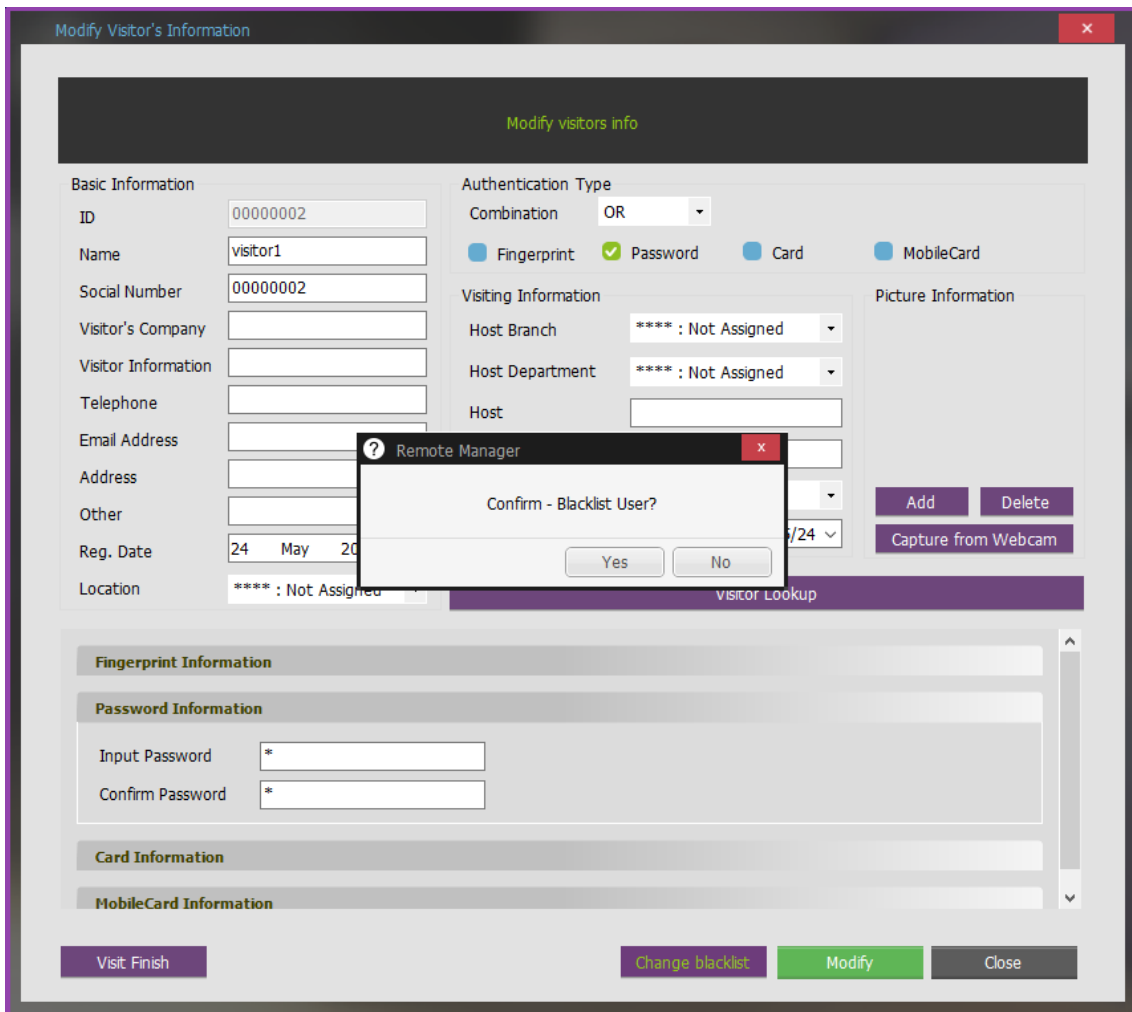 Modify Visitor's Information
Modify visitors info
Basic Information
ID 00000002
Name visitor1
Social Number 00000002
Visitor's Company
Visitor Information
Telephone
Email Address
Address
Other
Reg. Date 24 May 20
Location **** : Not Assigned
Authentication Type
Combination OR
Fingerprint Password Card MobileCard
Visiting Information
Host Branch **** : Not Assigned
Host Department **** : Not Assigned
Host
/24
Picture Information
Add Delete
Capture from Webcam
Remote Manager x
Confirm - Blacklist User?
Yes No
Visitor Lookup
Fingerprint Information
Password Information
Input Password *
Confirm Password *
Card Information
MobileCard Information
Visit Finish Change blacklist Modify Close